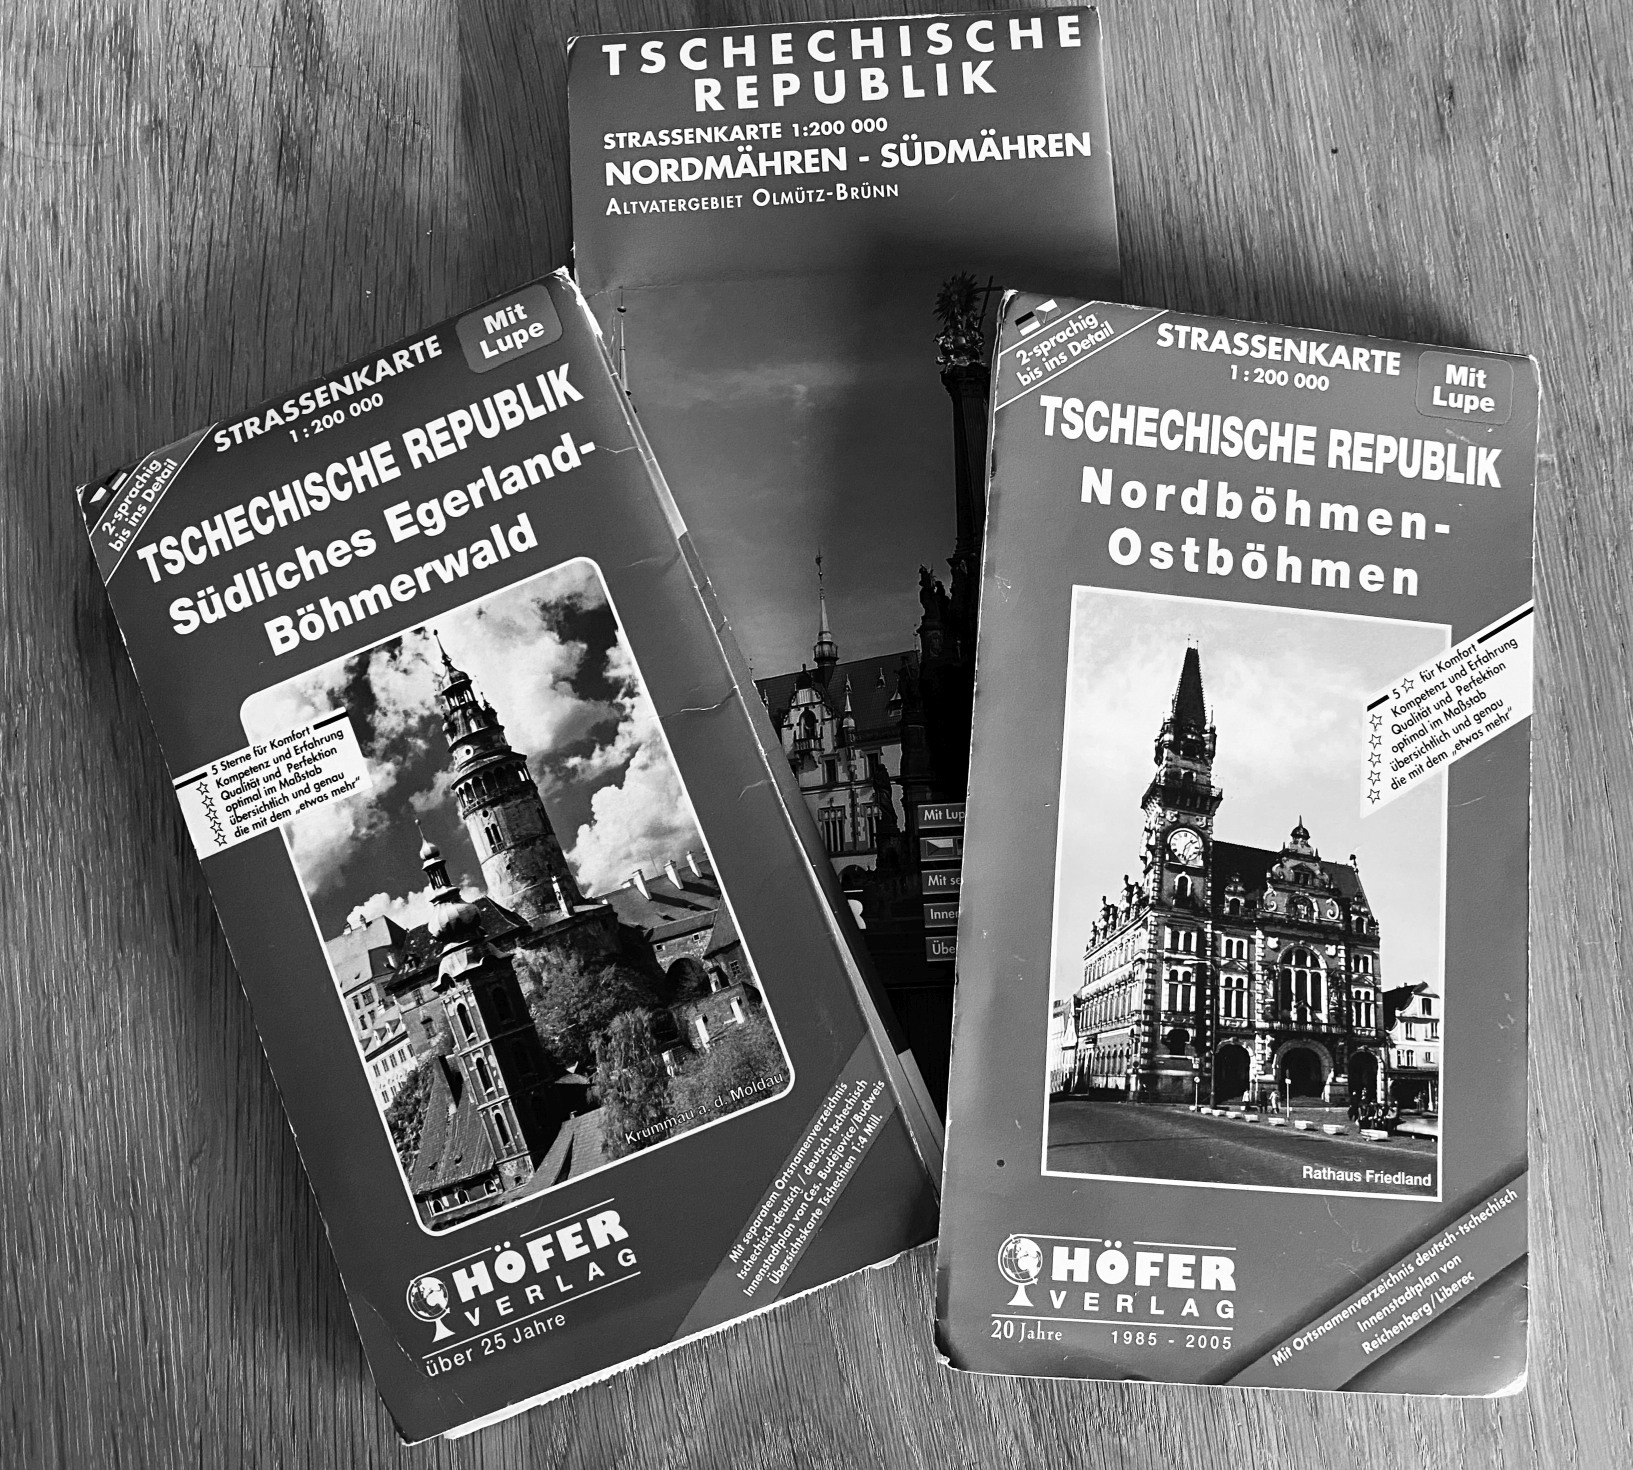 TSCHECHISCHE
REPUBLIK
STRASSENKARTE 1:200 000
NORDMÄHREN - SÜDMÄHREN
ALTVATERGEBIET OLMÜTZ-BRÜNN
Mit
Mit
Inne
Übe
R
2-sprachig
bis ins Detail
STRASSENKARTE
1 : 200 000
Mit
Lupe
TSCHECHISCHE REPUBLIK
Südliches Egerland-
Böhmerwald
5 Sterne für Komfort
Kompetenz und Erfahrung
Qualität und Perfektion
optimal im Maßstab
übersichtlich und genau
die mit dem „etwas mehr“
Krummau a. d. Moldau
Mit separatem Ortsnamenverzeichnis
tschechisch-deutsch / deutsch-tschechisch
Innenstadtplan von Ces. Budějovice/Budweis
Übersichtskarte Tschechien 1:4 Mill.
HÖFER
VERLAG
über 25 Jahre
2-sprachig
bis ins Detail
STRASSENKARTE
1 : 200 000
Mit
Lupe
TSCHECHISCHE REPUBLIK
Nordböhmen-
Ostböhmen
5 ☆ für Komfort
Kompetenz und Erfahrung
Qualität und Perfektion
optimal im Maßstab
übersichtlich und genau
die mit dem „etwas mehr“
Rathaus Friedland
HÖFER
VERLAG
20 Jahre 1985 - 2005
Mit Ortsnamenverzeichnis deutsch-tschechisch
Innenstadtplan von
Reichenberg/Liberec